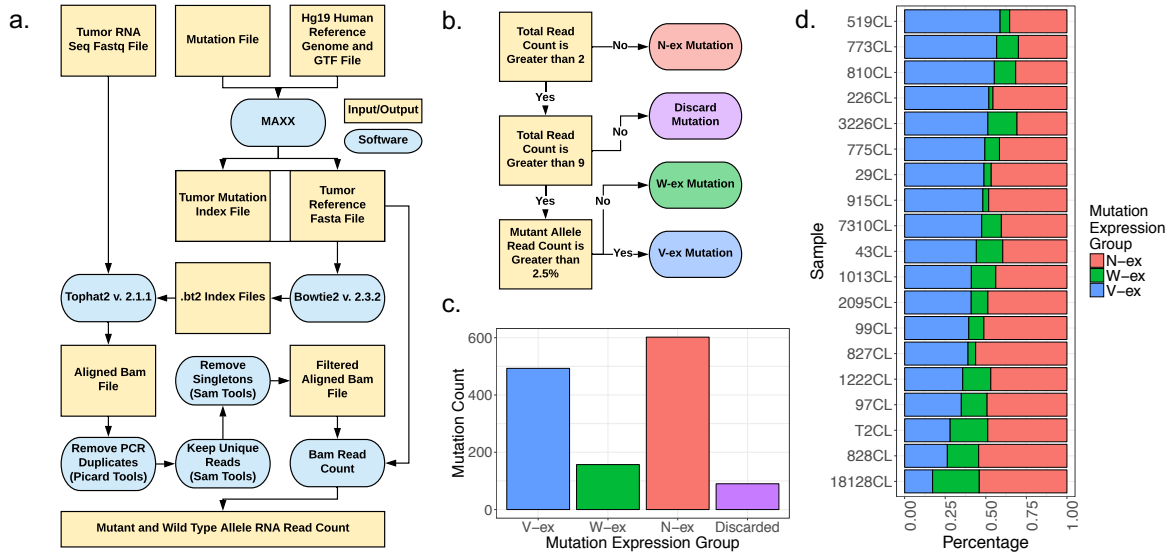 a.
Tumor RNA
Seq Fastq File
Mutation File
Hg19 Human
Reference
Genome and
GTF File
MAXX
Input/Output
Software
Tumor Mutation
Index File
Tumor
Reference
Fasta File
Tophat2 v. 2.1.1
.bt2 Index Files
Bowtie2 v. 2.3.2
Aligned Bam
File
Remove
Singletons
(Sam Tools)
Filtered
Aligned Bam
File
Remove PCR
Duplicates
(Picard Tools)
Keep Unique
Reads
(Sam Tools)
Bam Read
Count
Mutant and Wild Type Allele RNA Read Count
b.
Total Read
Count is
Greater than 2
No
N-ex Mutation
Yes
Total Read
Count is
Greater than 9
No
Discard
Mutation
Yes
Mutant Allele
Read Count is
Greater than
2.5%
No
W-ex Mutation
Yes
V-ex Mutation
c.
Mutation Count
600
400
200
0
V-ex
W-ex
N-ex
Discarded
Mutation Expression Group
d.
Sample
519CL
773CL
810CL
226CL
3226CL
775CL
29CL
915CL
7310CL
43CL
1013CL
2095CL
99CL
827CL
1222CL
97CL
T2CL
828CL
18128CL
0.00
0.25
0.50
0.75
1.00
Percentage
Mutation
Expression
Group
N−ex
W−ex
V−ex